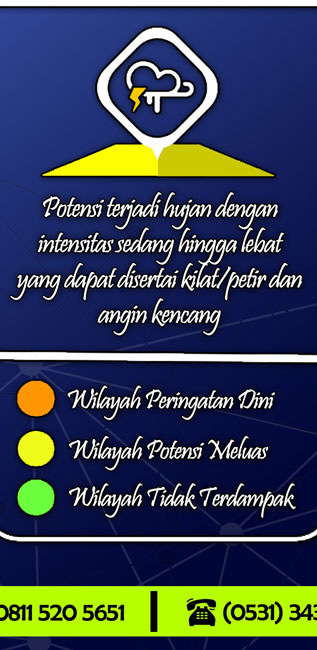 Potensi terjadi hujan dengan
intensitas sedang hingga lebat
yang dapat disertai kilat/petir dan
angin kencang
Wilayah Peringatan Dini
Wilayah Potensi Meluas
Wilayah Tidak Terdampak
0811 520 5651 | (0531) 343